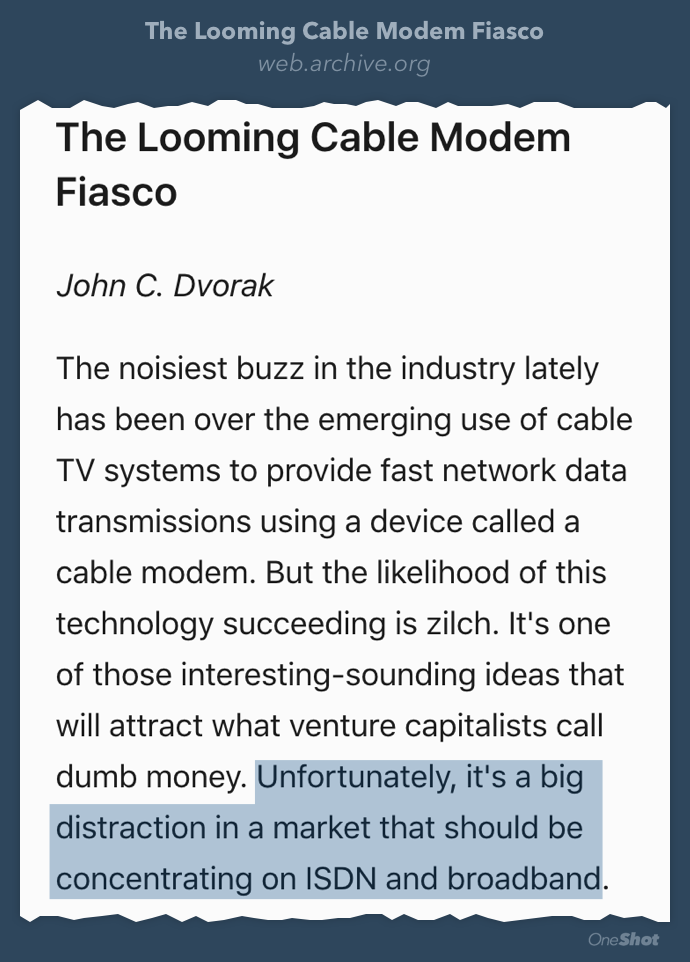 The Looming Cable Modem Fiasco
web.archive.org
The Looming Cable Modem
Fiasco
John C. Dvorak
The noisiest buzz in the industry lately
has been over the emerging use of cable
TV systems to provide fast network data
transmissions using a device called a
cable modem. But the likelihood of this
technology succeeding is zilch. It's one
of those interesting-sounding ideas that
will attract what venture capitalists call
dumb money. Unfortunately, it's a big
distraction in a market that should be
concentrating on ISDN and broadband.
OneShot